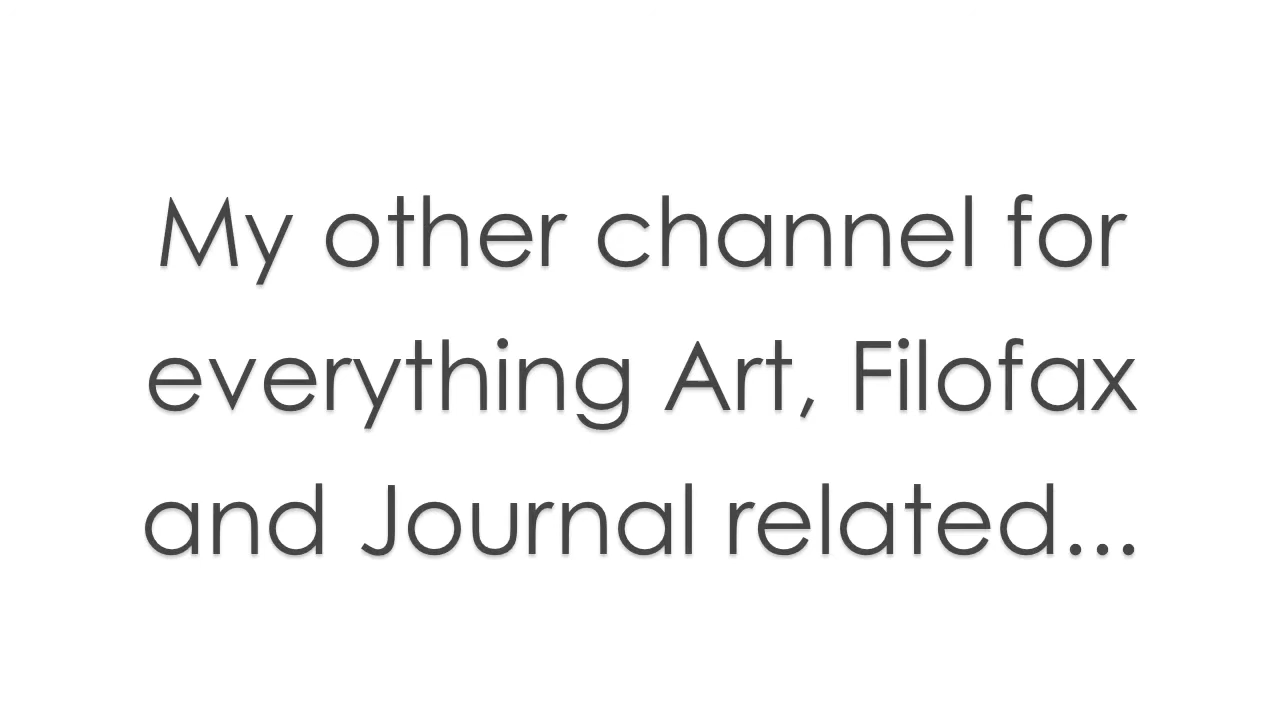 My other channel for
everything Art, Filofax
and Journal related...